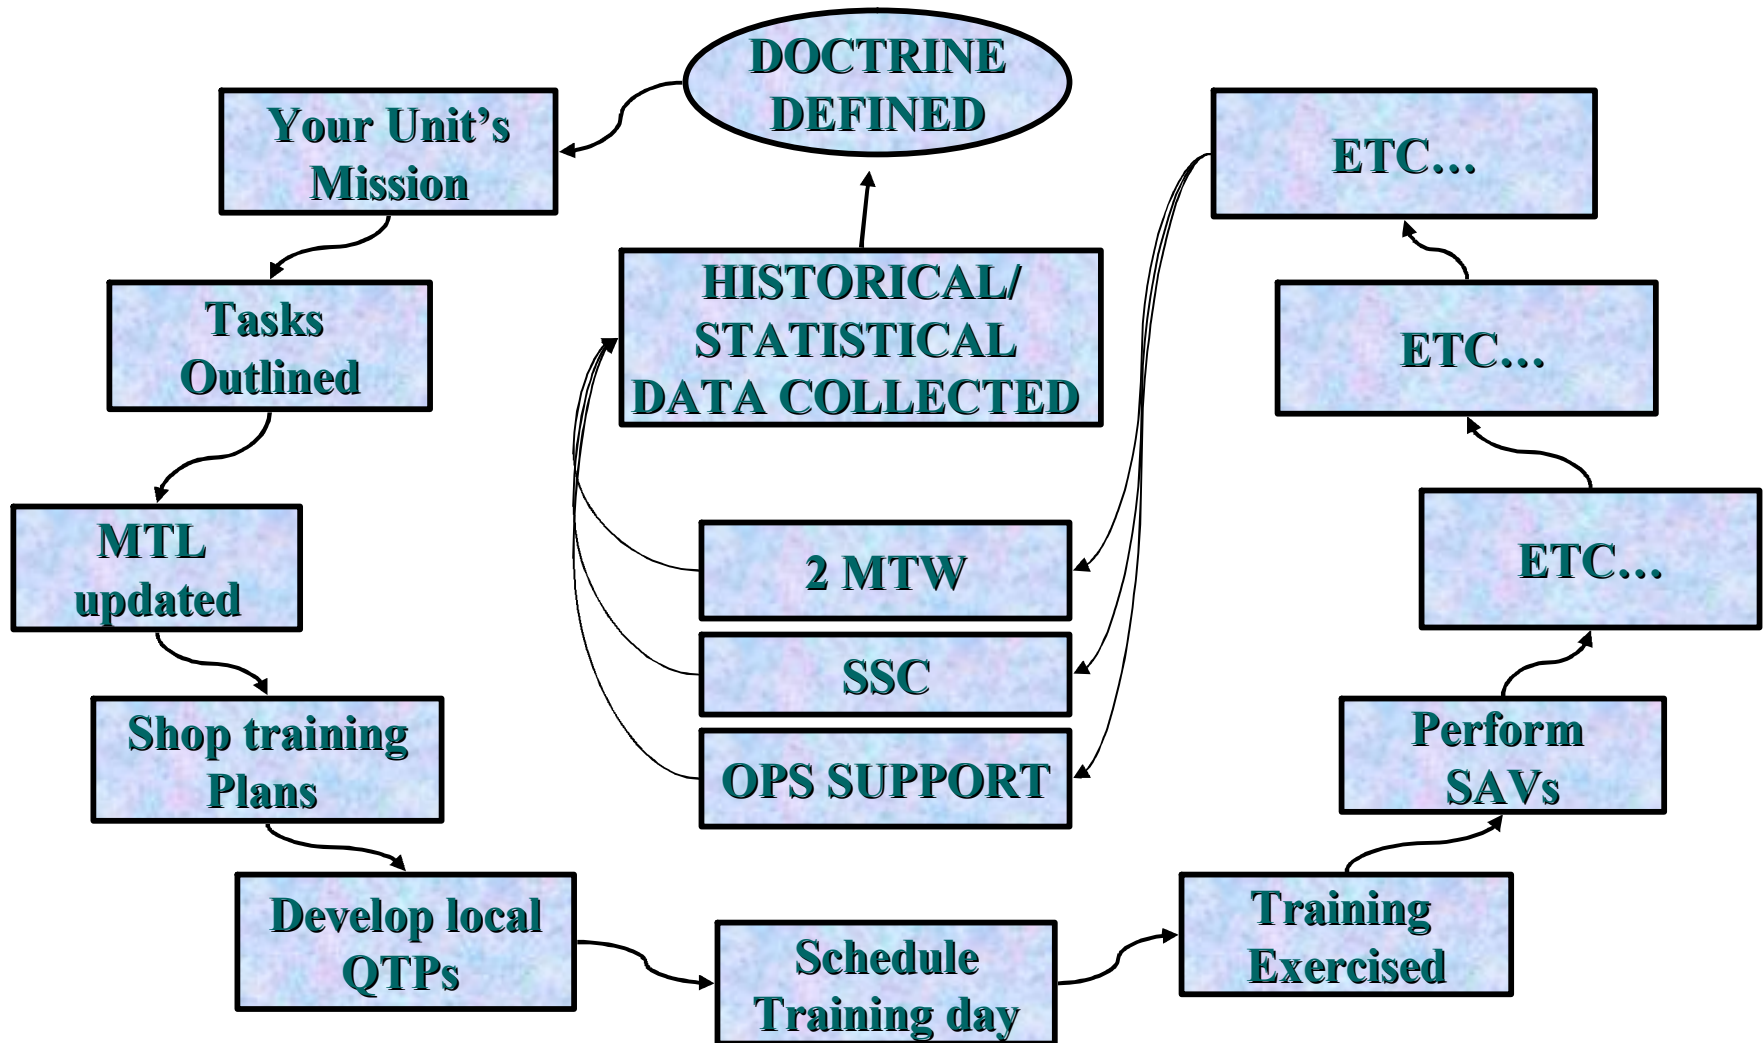 DOCTRINE
DEFINED
Your Unit’s
Mission
Tasks
Outlined
MTL
updated
Shop training
Plans
Develop local
QTPs
Schedule
Training day
Training
Exercised
Perform
SAVs
ETC…
ETC…
ETC…
2 MTW
SSC
OPS SUPPORT
HISTORICAL/
STATISTICAL
DATA COLLECTED